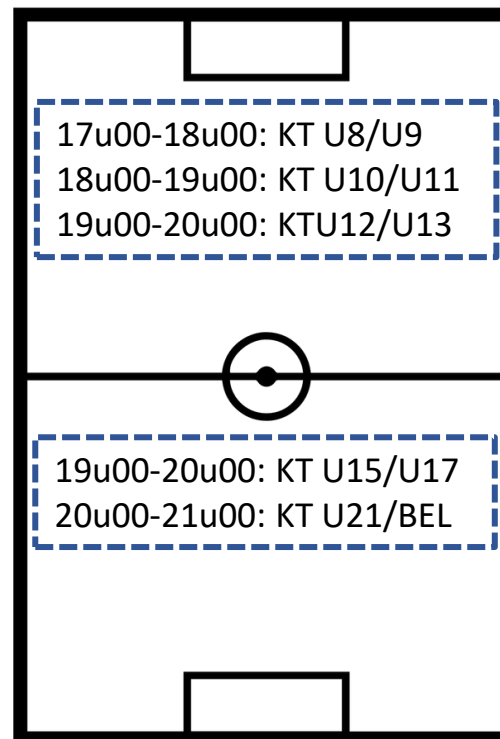 17u00-18u00: KT U8/U9
18u00-19u00: KT U10/U11
19u00-20u00: KTU12/U13
19u00-20u00: KT U15/U17
20u00-21u00: KT U21/BEL